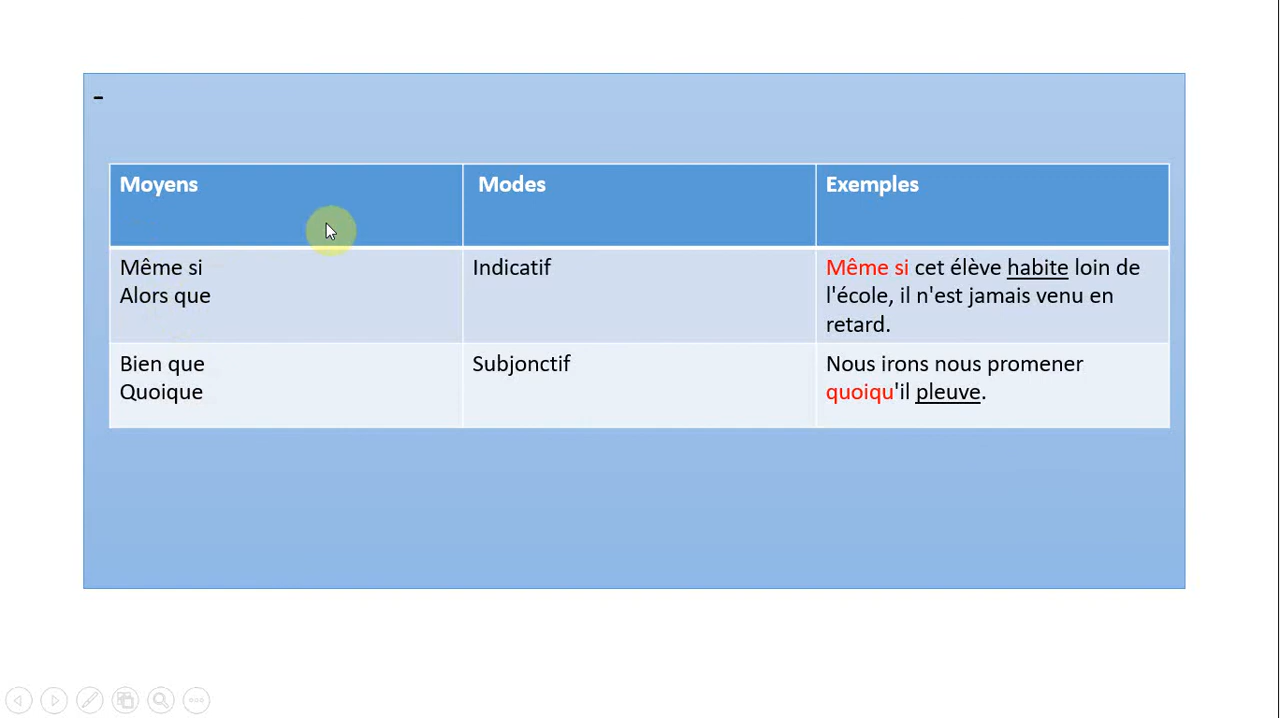 -
Moyens
Modes
Exemples
Même si
Alors que
Indicatif
Même si cet élève habite loin de
l'école, il n'est jamais venu en
retard.
Bien que
Quoique
Subjonctif
Nous irons nous promener
quoiqu'il pleuve.